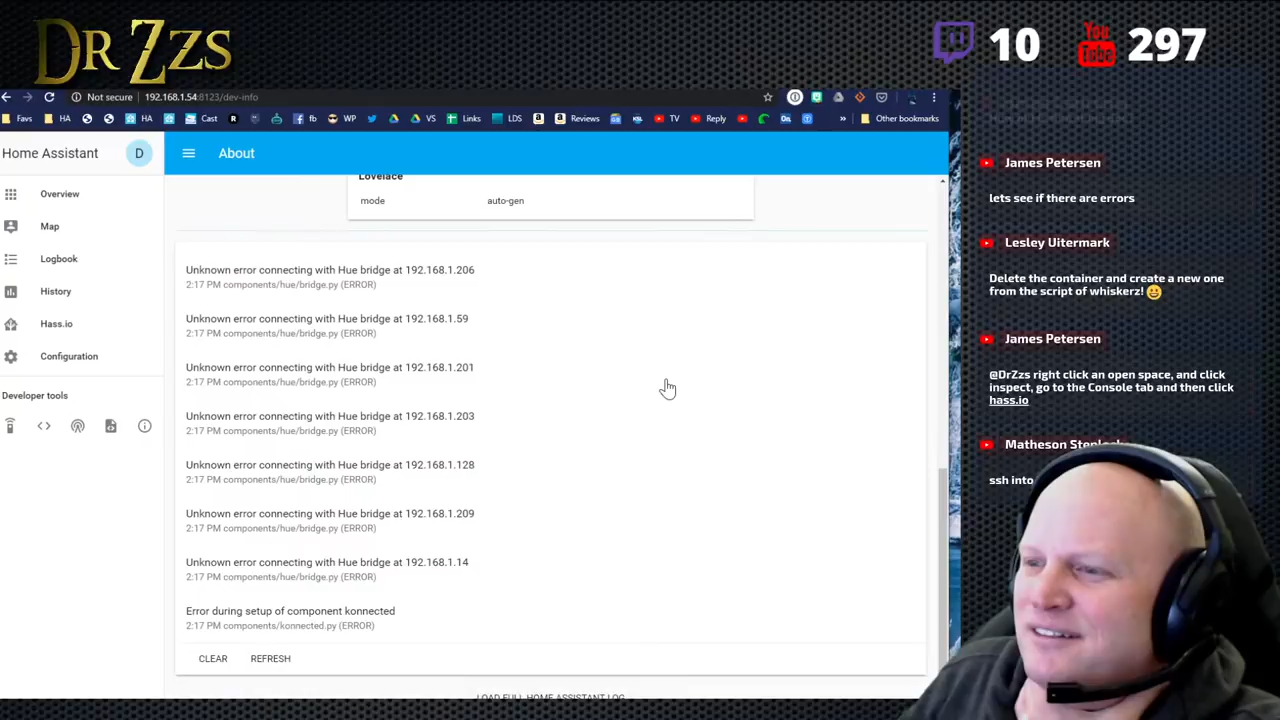 DR ZZS
10
You Tube
297
Not secure 192.168.1.54:8123/dev-info
Favs HA HA Cast R fb WP VS Links LDS Reviews TV Reply Other bookmarks
Home Assistant D
About
Overview
Map
Logbook
History
Hass.io
Configuration
Developer tools
Lovelace
mode auto-gen
Unknown error connecting with Hue bridge at 192.168.1.206
2:17 PM components/hue/bridge.py (ERROR)
Unknown error connecting with Hue bridge at 192.168.1.59
2:17 PM components/hue/bridge.py (ERROR)
Unknown error connecting with Hue bridge at 192.168.1.201
2:17 PM components/hue/bridge.py (ERROR)
Unknown error connecting with Hue bridge at 192.168.1.203
2:17 PM components/hue/bridge.py (ERROR)
Unknown error connecting with Hue bridge at 192.168.1.128
2:17 PM components/hue/bridge.py (ERROR)
Unknown error connecting with Hue bridge at 192.168.1.209
2:17 PM components/hue/bridge.py (ERROR)
Unknown error connecting with Hue bridge at 192.168.1.14
2:17 PM components/hue/bridge.py (ERROR)
Error during setup of component konnected
2:17 PM components/konnected.py (ERROR)
CLEAR REFRESH
LOAD FULL HOME ASSISTANT LOG
James Petersen
lets see if there are errors
Lesley Uitermark
Delete the container and create a new one
from the script of whiskerz!
James Petersen
@DrZzs right click an open space, and click
inspect, go to the Console tab and then click
hass.io
Matheson
ssh into